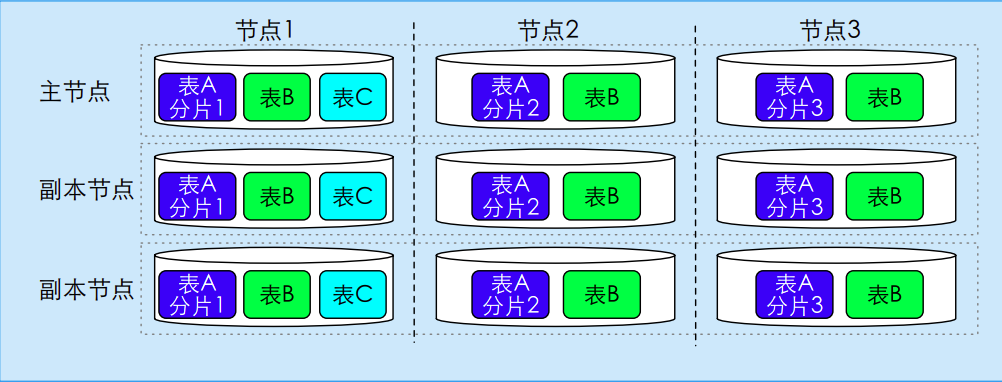 节点1 节点2 节点3
主节点
表A
分片1
表B
表C
表A
分片2
表B
表A
分片3
表B
副本节点
表A
分片1
表B
表C
表A
分片2
表B
表A
分片3
表B
副本节点
表A
分片1
表B
表C
表A
分片2
表B
表A
分片3
表B